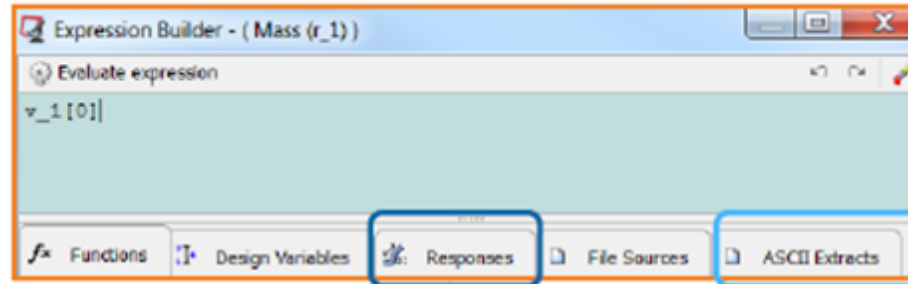 Expression Builder - ( Mass (r_1) )
Evaluate expression
v_1[0]
Functions Design Variables Responses File Sources ASCII Extracts